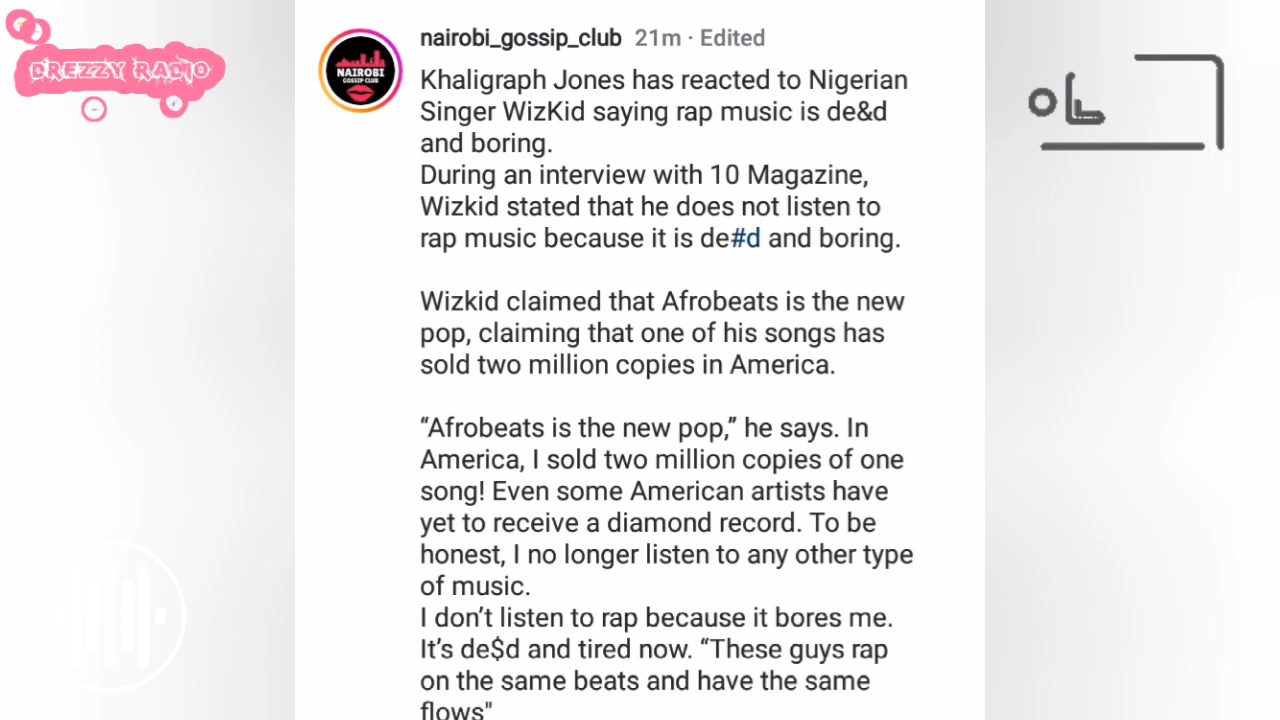 DREZZY RADIO
NAIROBI
GOSSIP CLUB
nairobi_gossip_club 21m · Edited
Khaligraph Jones has reacted to Nigerian
Singer WizKid saying rap music is de&d
and boring.
During an interview with 10 Magazine,
Wizkid stated that he does not listen to
rap music because it is de#d and boring.
Wizkid claimed that Afrobeats is the new
pop, claiming that one of his songs has
sold two million copies in America.
“Afrobeats is the new pop,” he says. In
America, I sold two million copies of one
song! Even some American artists have
yet to receive a diamond record. To be
honest, I no longer listen to any other type
of music.
I don’t listen to rap because it bores me.
It’s de$d and tired now. “These guys rap
on the same beats and have the same
flows"